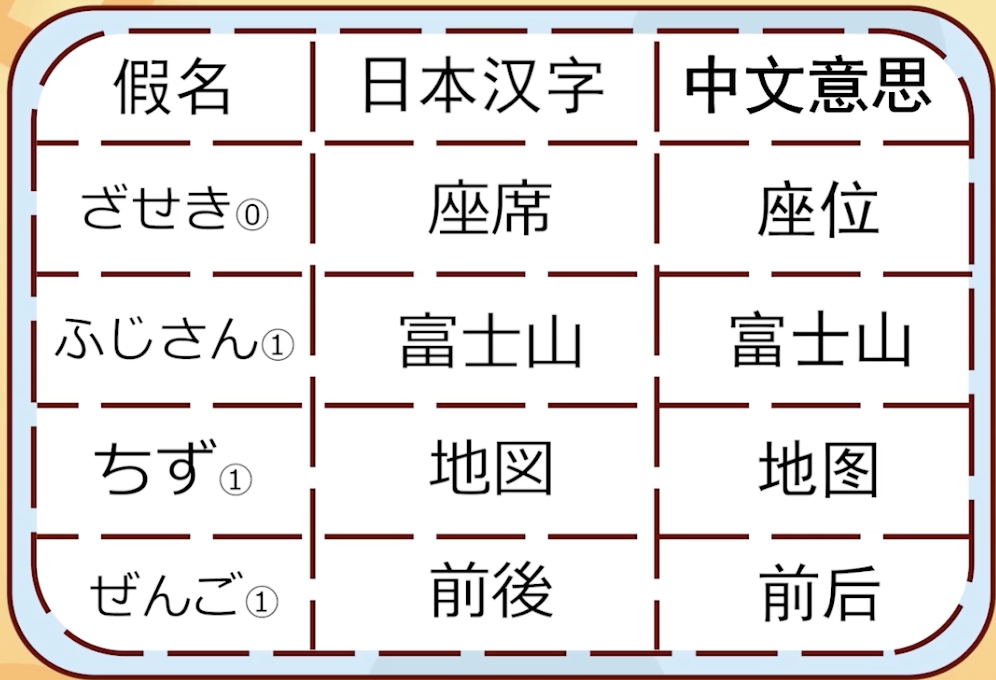 假名 日本汉字 中文意思
ざせき⓪ 座席 座位
ふじさん① 富士山 富士山
ちず① 地図 地图
ぜんご① 前後 前后